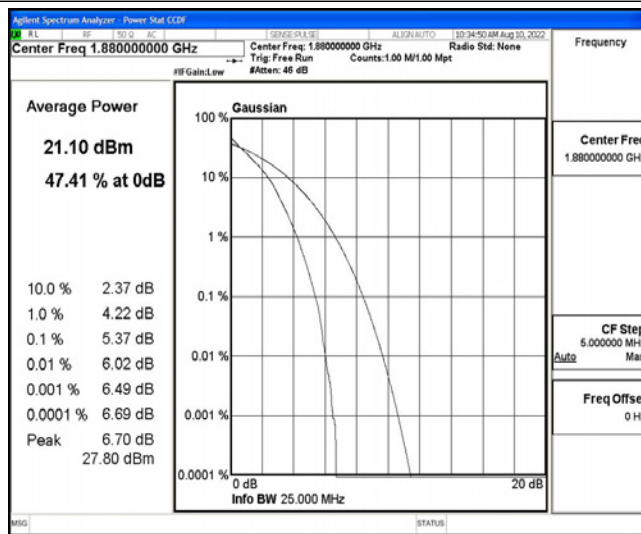 Agilent Spectrum Analyzer - Power Stat CCDF
RL RF 50 Ω AC SENSE:PULSE ALIGN AUTO 10:34:50 AM Aug 10, 2022
Center Freq 1.880000000 GHz
Center Freq: 1.880000000 GHz Radio Std: None
Trig: Free Run Counts:1.00 M/1.00 Mpt
#IFGain:Low #Atten: 46 dB
Frequency
Average Power
21.10 dBm
47.41 % at 0dB
10.0 % 2.37 dB
1.0 % 4.22 dB
0.1 % 5.37 dB
0.01 % 6.02 dB
0.001 % 6.49 dB
0.0001 % 6.69 dB
Peak 6.70 dB
27.80 dBm
Gaussian
100 %
10 %
1 %
0.1 %
0.01 %
0.001 %
0.0001 %
0 dB 20 dB
Info BW 25.000 MHz
Center Fre
1.880000000 GH
CF Step
5.000000 MH
Auto Ma
Freq Offse
0 H
MSG STATUS